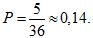 P = 5/36 ≈ 0,14.